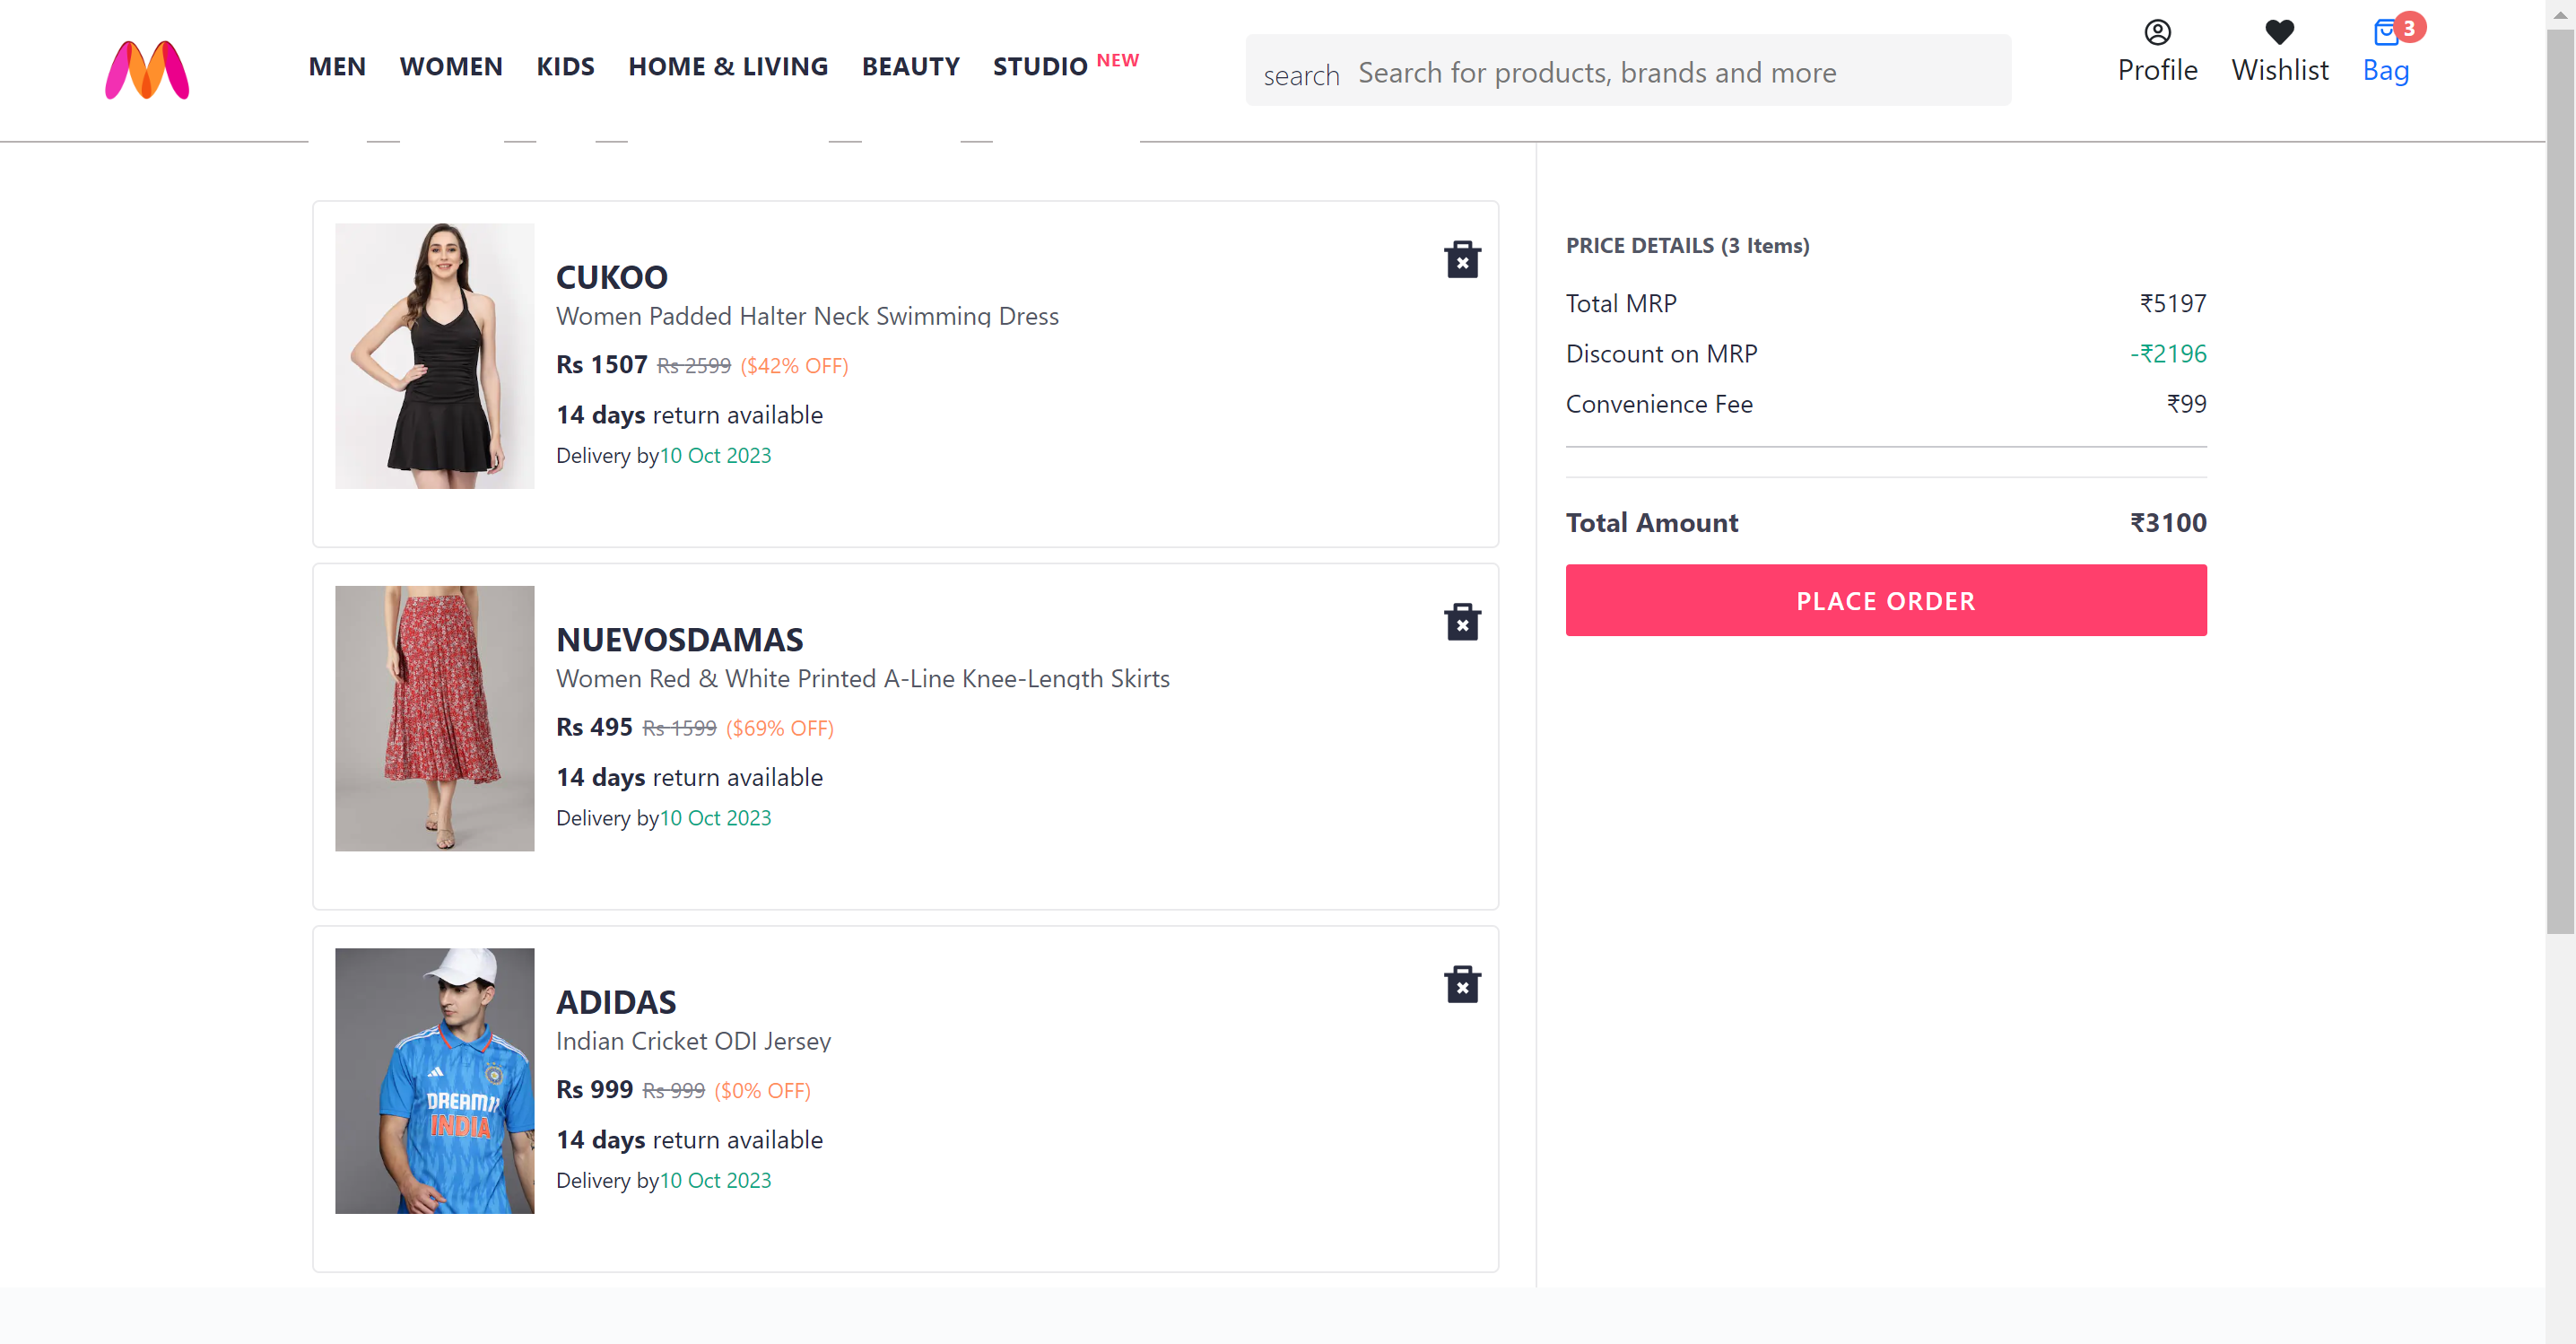 MEN WOMEN KIDS HOME & LIVING BEAUTY STUDIO NEW
search Search for products, brands and more
Profile Wishlist Bag 3
CUKOO
Women Padded Halter Neck Swimming Dress
Rs 1507 Rs 2599 ($42% OFF)
14 days return available
Delivery by10 Oct 2023
NUEVOSDAMAS
Women Red & White Printed A-Line Knee-Length Skirts
Rs 495 Rs 1599 ($69% OFF)
14 days return available
Delivery by10 Oct 2023
ADIDAS
Indian Cricket ODI Jersey
Rs 999 Rs 999 ($0% OFF)
14 days return available
Delivery by10 Oct 2023
DREAM11
INDIA
PRICE DETAILS (3 Items)
Total MRP ₹5197
Discount on MRP -₹2196
Convenience Fee ₹99
Total Amount ₹3100
PLACE ORDER